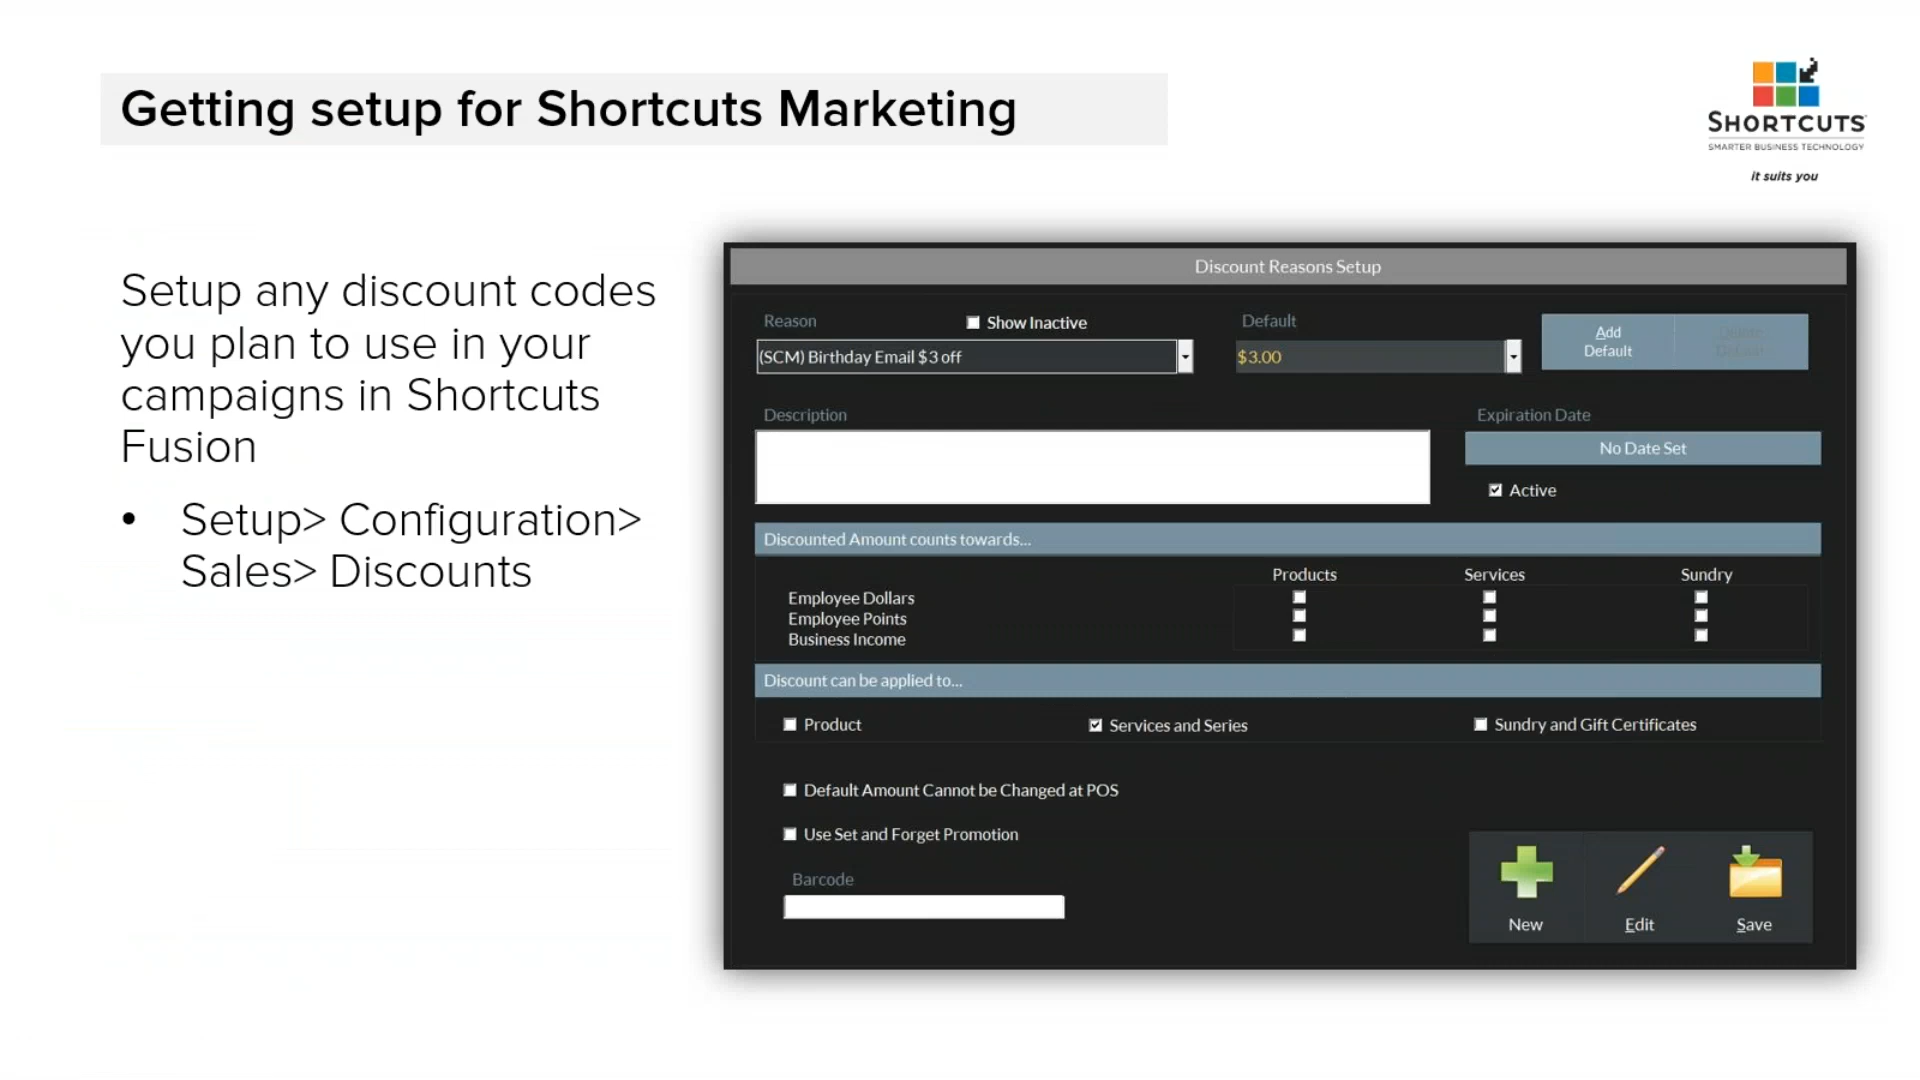 Getting setup for Shortcuts Marketing
SHORTCUTS
SMARTER BUSINESS TECHNOLOGY
it suits you
Setup any discount codes
you plan to use in your
campaigns in Shortcuts
Fusion
• Setup> Configuration>
Sales> Discounts
Discount Reasons Setup
Reason
Show Inactive
Default
(SCM) Birthday Email $3 off
$3.00
Add
Default
Description
Expiration Date
No Date Set
Active
Discounted Amount counts towards...
Products Services Sundry
Employee Dollars
Employee Points
Business Income
Discount can be applied to...
Product
Services and Series
Sundry and Gift Certificates
Default Amount Cannot be Changed at POS
Use Set and Forget Promotion
Barcode
New Edit Save